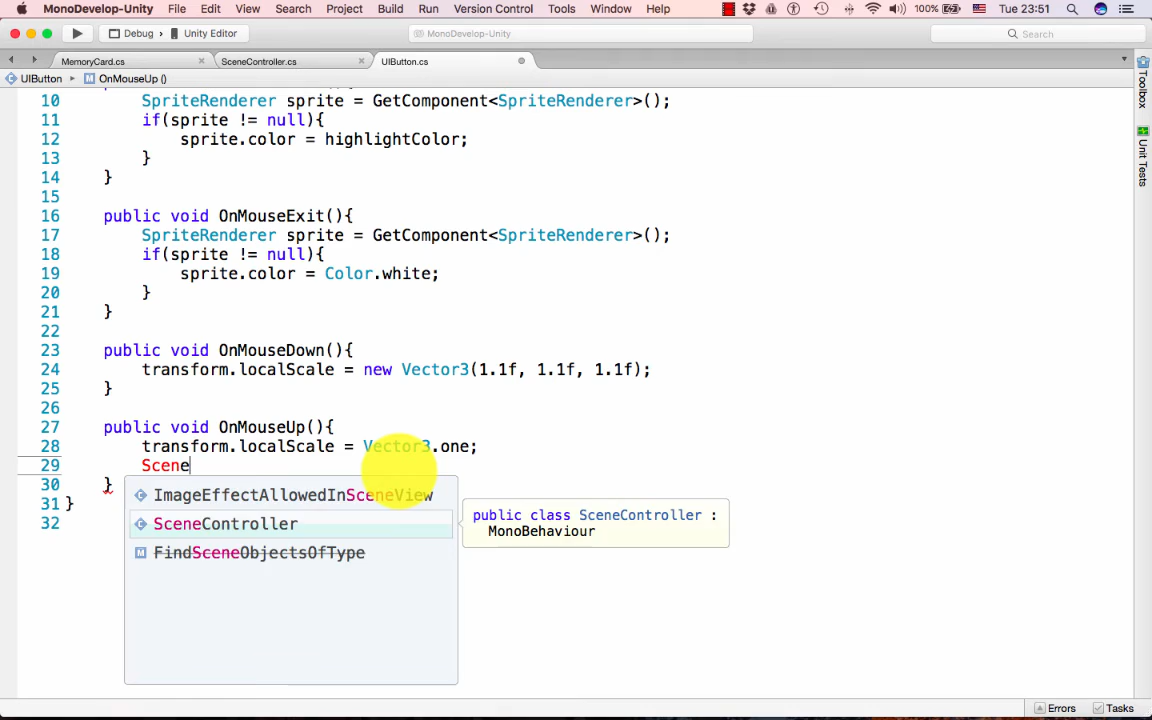 MonoDevelop-Unity File Edit View Search Project Build Run Version Control Tools Window Help 100% Tue 23:51
Debug › Unity Editor MonoDevelop-Unity Search
MemoryCard.cs × SceneController.cs × UIButton.cs
UIButton ▸ OnMouseUp ()
10 SpriteRenderer sprite = GetComponent<SpriteRenderer>();
11 if(sprite != null){
12 sprite.color = highlightColor;
13 }
14 }
15
16 public void OnMouseExit(){
17 SpriteRenderer sprite = GetComponent<SpriteRenderer>();
18 if(sprite != null){
19 sprite.color = Color.white;
20 }
21 }
22
23 public void OnMouseDown(){
24 transform.localScale = new Vector3(1.1f, 1.1f, 1.1f);
25 }
26
27 public void OnMouseUp(){
28 transform.localScale = Vector3.one;
29 Scene
30 }
31 }
32
ImageEffectAllowedInSceneView
SceneController
FindSceneObjectsOfType
public class SceneController :
MonoBehaviour
Toolbox
Unit Tests
Errors Tasks